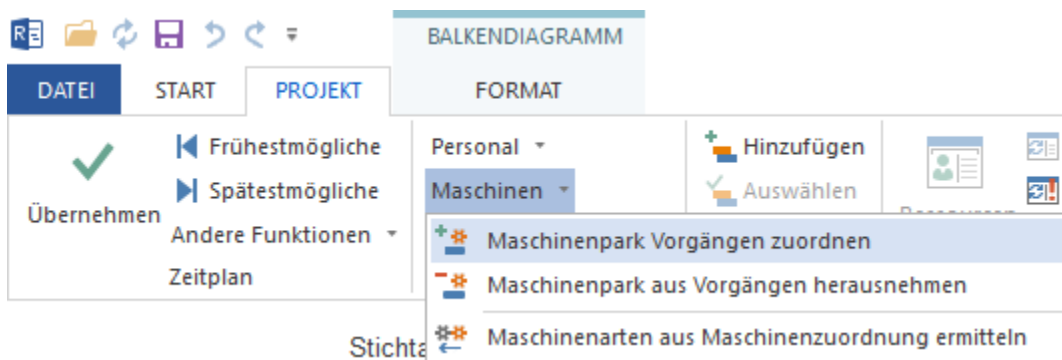 BALKENDIAGRAMM
DATEI START PROJEKT FORMAT
Übernehmen
Frühestmögliche
Spätestmögliche
Andere Funktionen
Zeitplan
Personal
Maschinen
Hinzufügen
Auswählen
Maschinenpark Vorgängen zuordnen
Maschinenpark aus Vorgängen herausnehmen
Maschinenarten aus Maschinenzuordnung ermitteln
Stichta